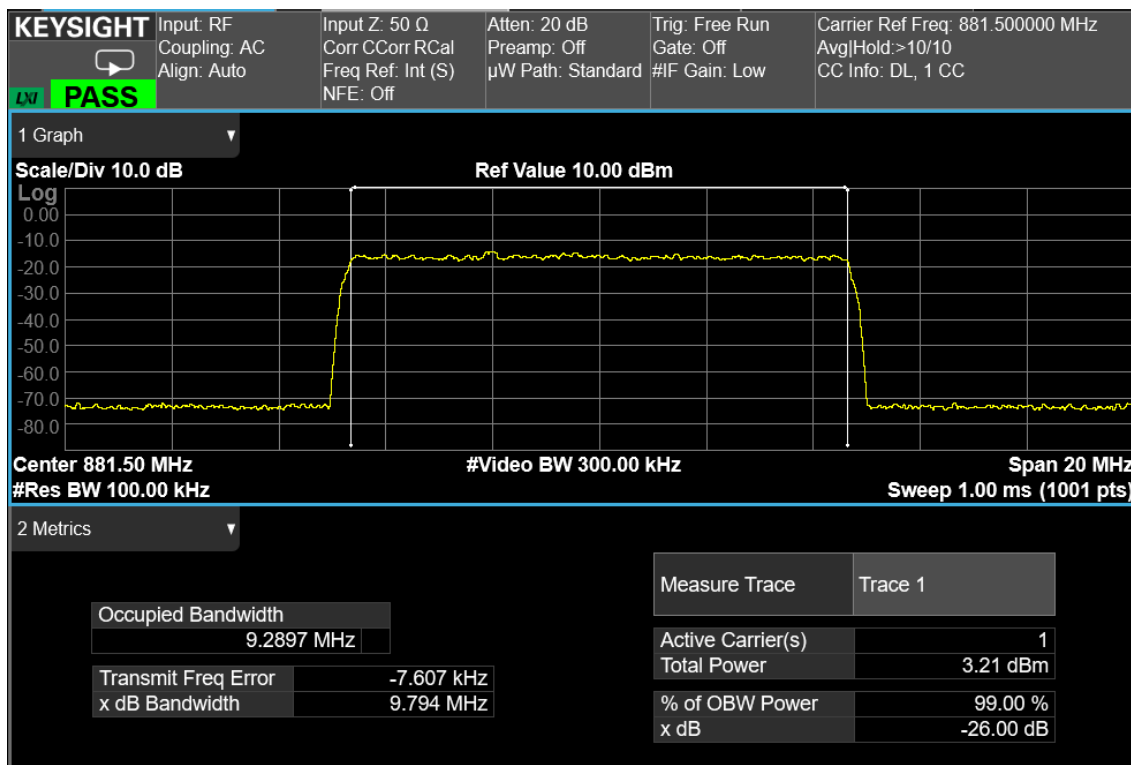 KEYSIGHT Input: RF Input Z: 50 Ω Atten: 20 dB Trig: Free Run Carrier Ref Freq: 881.500000 MHz
Coupling: AC Corr CCorr RCal Preamp: Off Gate: Off Avg|Hold:>10/10
Align: Auto Freq Ref: Int (S) µW Path: Standard #IF Gain: Low CC Info: DL, 1 CC
LXI PASS NFE: Off
1 Graph
Scale/Div 10.0 dB Ref Value 10.00 dBm
Log
0.00
-10.0
-20.0
-30.0
-40.0
-50.0
-60.0
-70.0
-80.0
Center 881.50 MHz #Video BW 300.00 kHz Span 20 MHz
#Res BW 100.00 kHz Sweep 1.00 ms (1001 pts)
2 Metrics
Measure Trace Trace 1
Occupied Bandwidth
9.2897 MHz
Active Carrier(s) 1
Total Power 3.21 dBm
Transmit Freq Error -7.607 kHz
x dB Bandwidth 9.794 MHz
% of OBW Power 99.00 %
x dB -26.00 dB